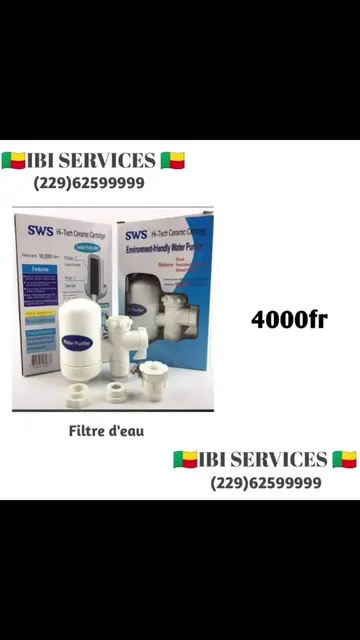 IBI SERVICES
(229)62599999
SWS Hi-Tech Ceramic Cartridge
SWS Hi-Tech Ceramic Cartridge
Environment-friendly Water Purifier
Features
Water Purifier
4000fr
Filtre d'eau
IBI SERVICES
(229)62599999